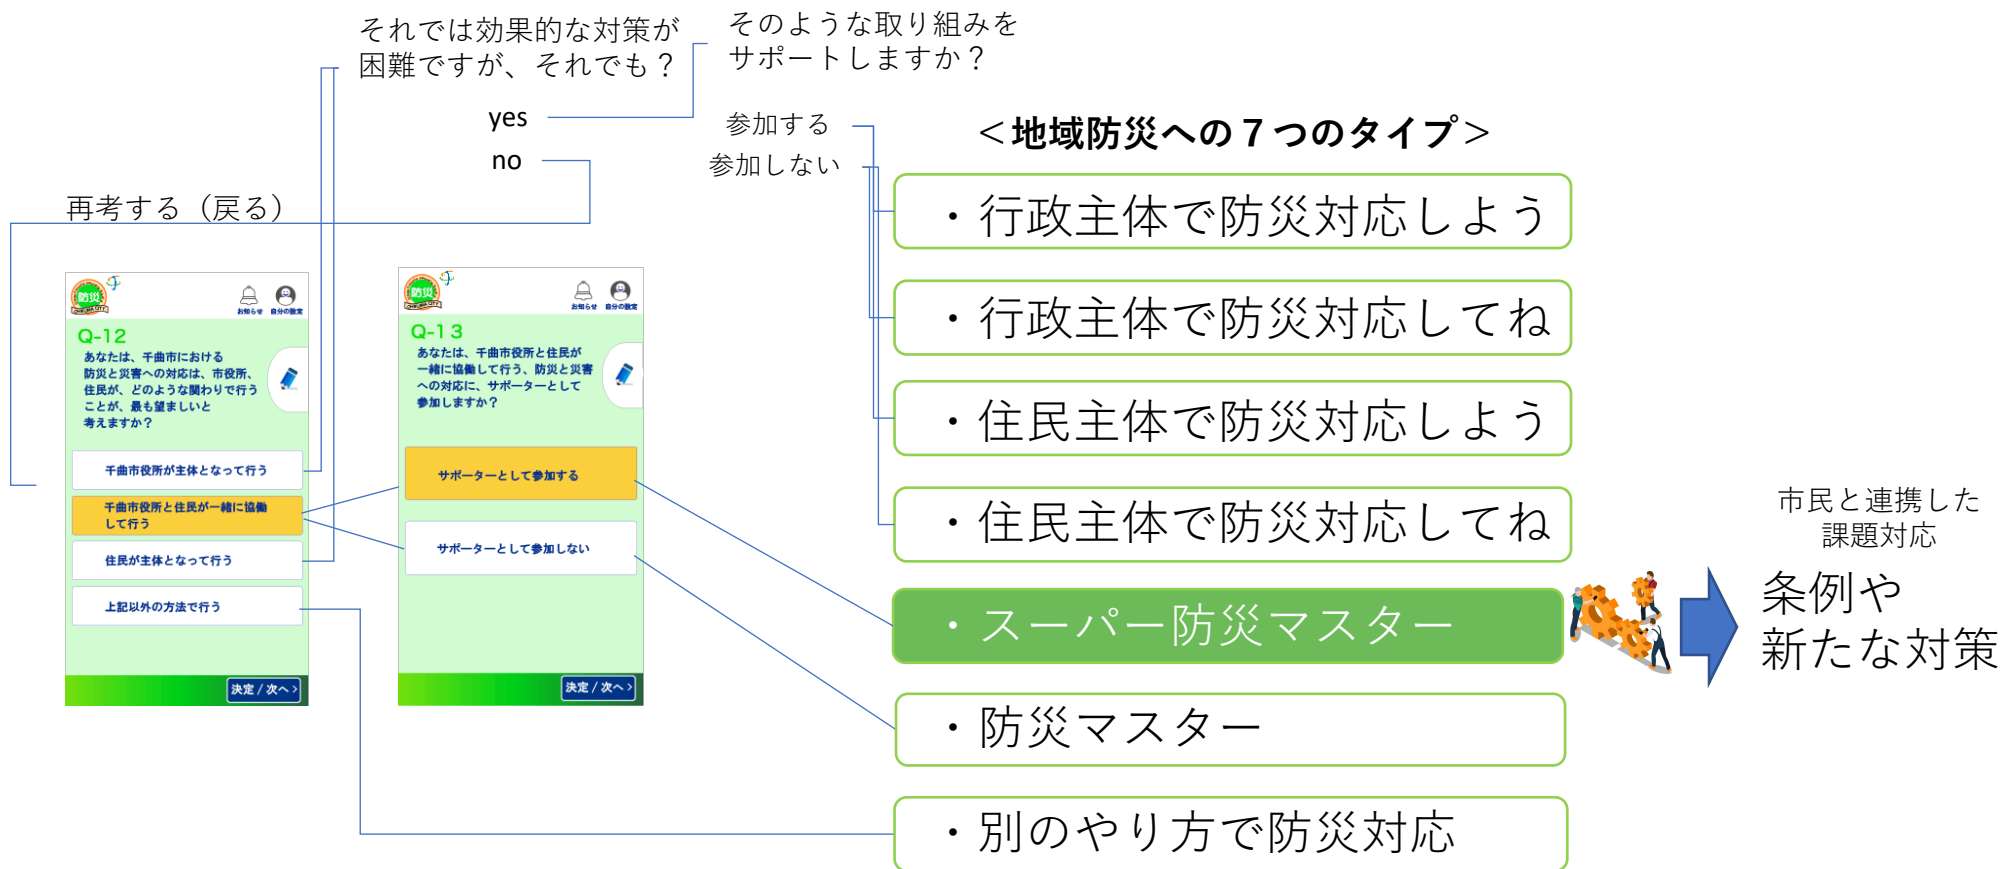 それでは効果的な対策が
困難ですが、それでも？
そのような取り組みを
サポートしますか？
yes
no
参加する
参加しない
再考する（戻る）
＜地域防災への７つのタイプ＞
・行政主体で防災対応しよう
・行政主体で防災対応してね
・住民主体で防災対応しよう
・住民主体で防災対応してね
・スーパー防災マスター
・防災マスター
・別のやり方で防災対応
市民と連携した
課題対応
条例や
新たな対策
防災
お知らせ
自分の設定
Q-12
あなたは、千曲市における
防災と災害への対応は、市役所、
住民が、どのような関わりで行う
ことが、最も望ましいと
考えますか？
千曲市役所が主体となって行う
千曲市役所と住民が一緒に協働
して行う
住民が主体となって行う
上記以外の方法で行う
決定 / 次へ >
防災
お知らせ
自分の設定
Q-13
あなたは、千曲市役所と住民が
一緒に協働して行う、防災と災害
への対応に、サポーターとして
参加しますか？
サポーターとして参加する
サポーターとして参加しない
決定 / 次へ >